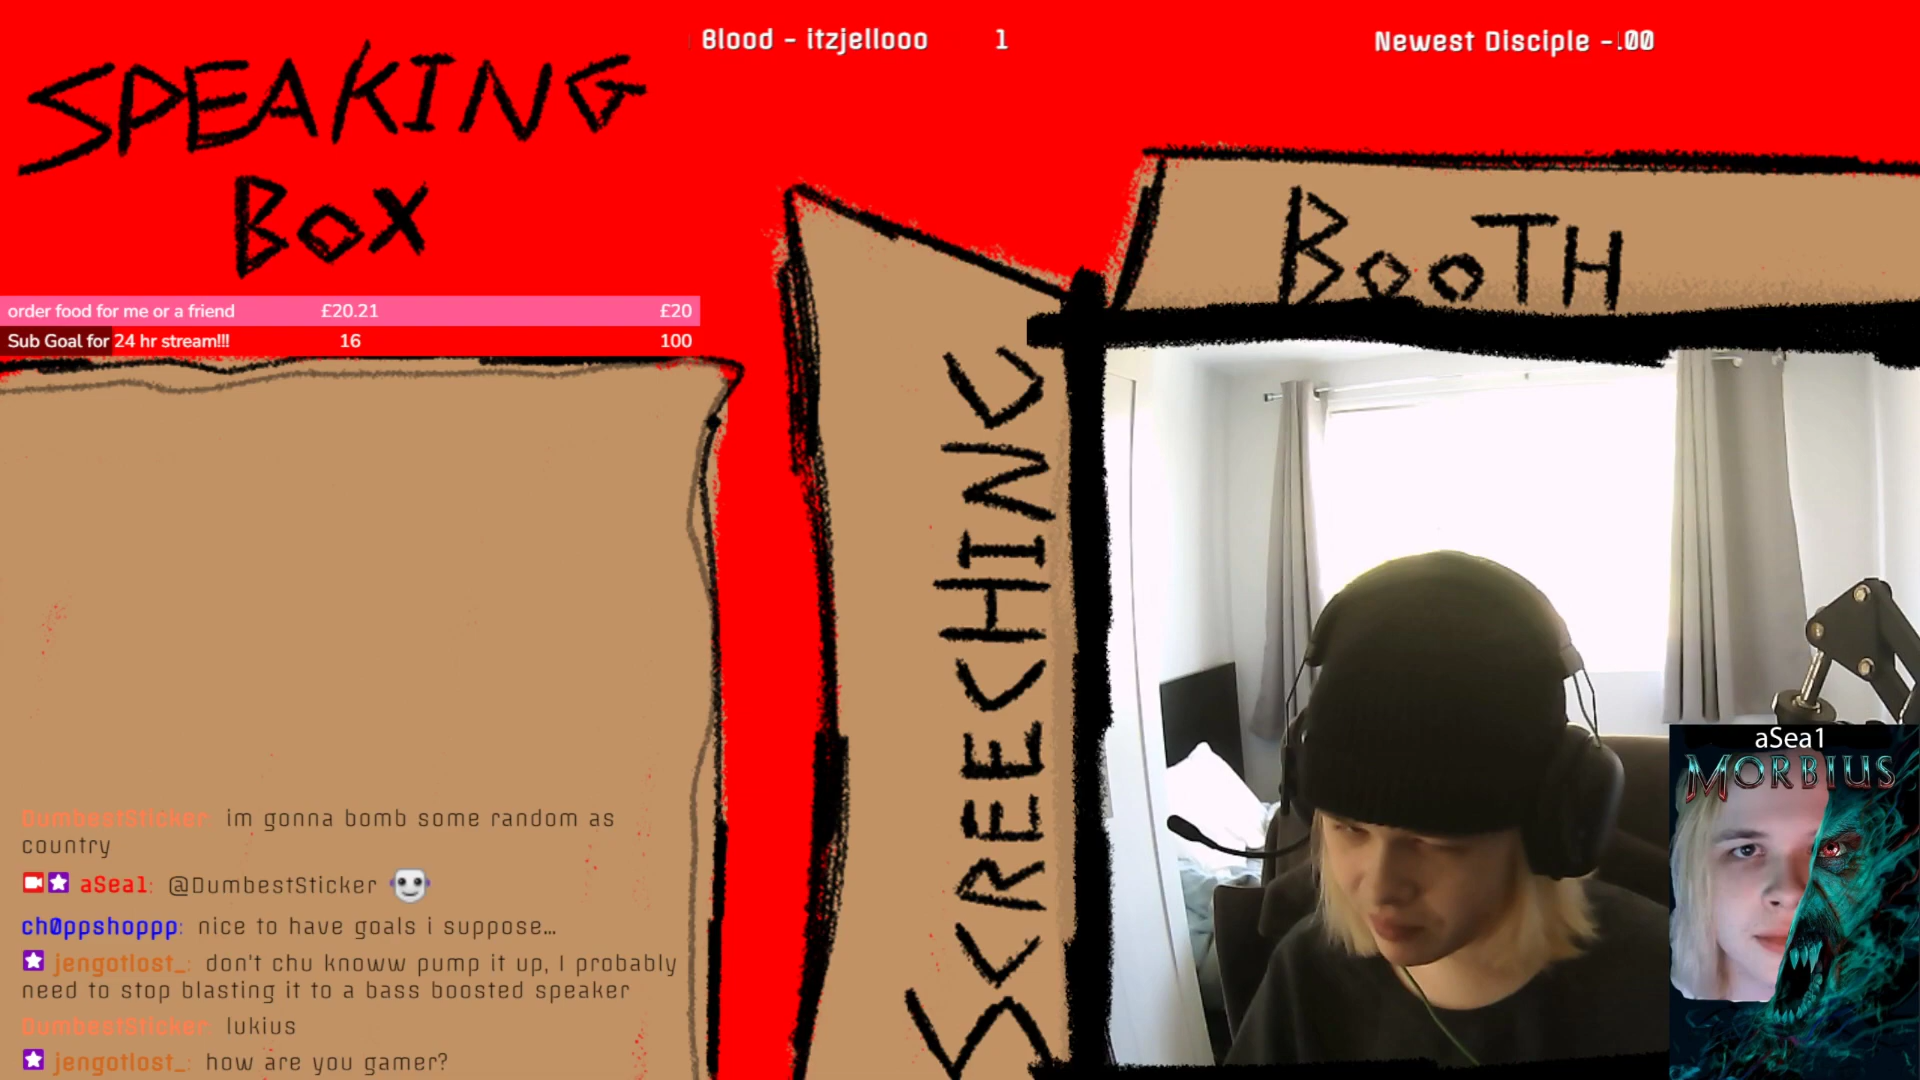 Blood - itzjellooo 1
Newest Disciple - .00
SPEAKING
BOX
BOOTH
order food for me or a friend £20.21 £20
Sub Goal for 24 hr stream!!! 16 100
SCREECHING
aSea1
MORBIUS
DumbestSticker: im gonna bomb some random as
country
aSea1: @DumbestSticker
ch0ppshoppp: nice to have goals i suppose...
jengotlost_: don't chu knoww pump it up, I probably
need to stop blasting it to a bass boosted speaker
DumbestSticker: lukius
jengotlost_: how are you gamer?